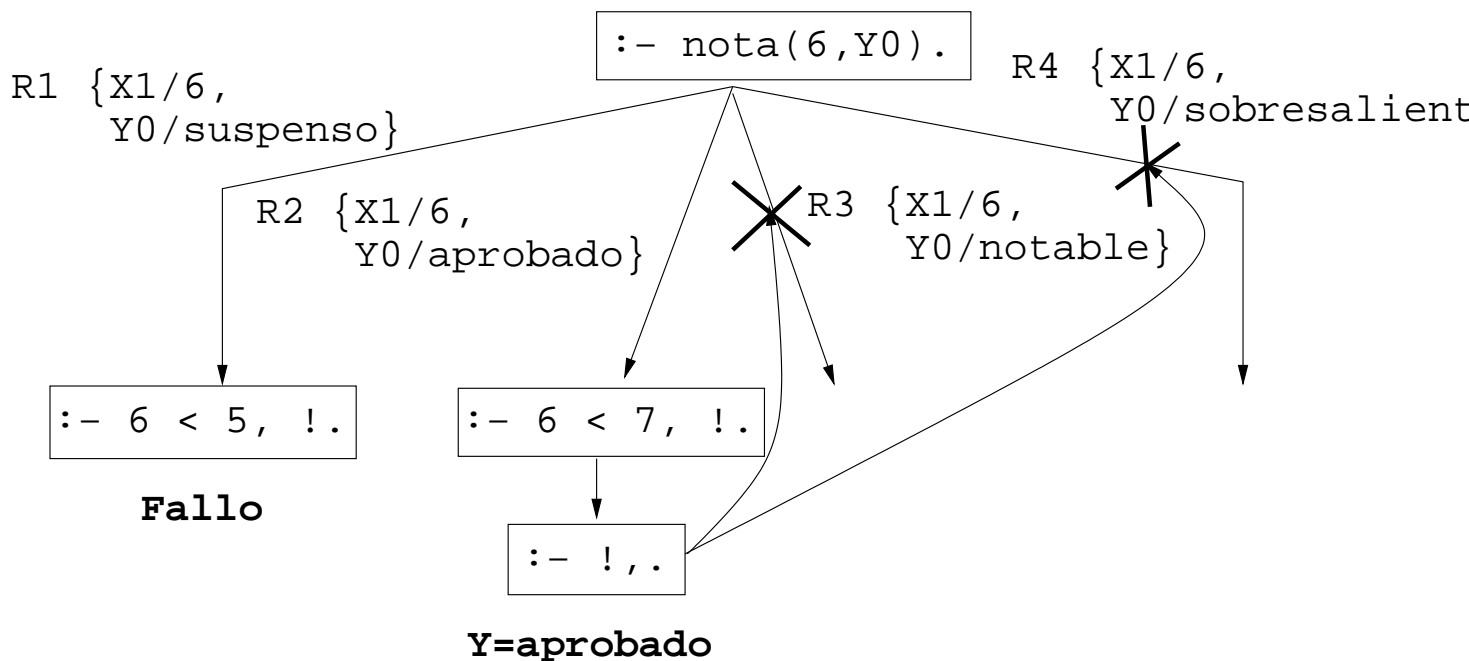 :- nota(6,Y0).
R1 {X1/6,
Y0/suspenso}
R4 {X1/6,
Y0/sobresalient
R2 {X1/6,
Y0/aprobado}
R3 {X1/6,
Y0/notable}
:- 6 < 5, !.
:- 6 < 7, !.
Fallo
:- !,.
Y=aprobado